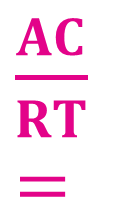 AC
RT
=